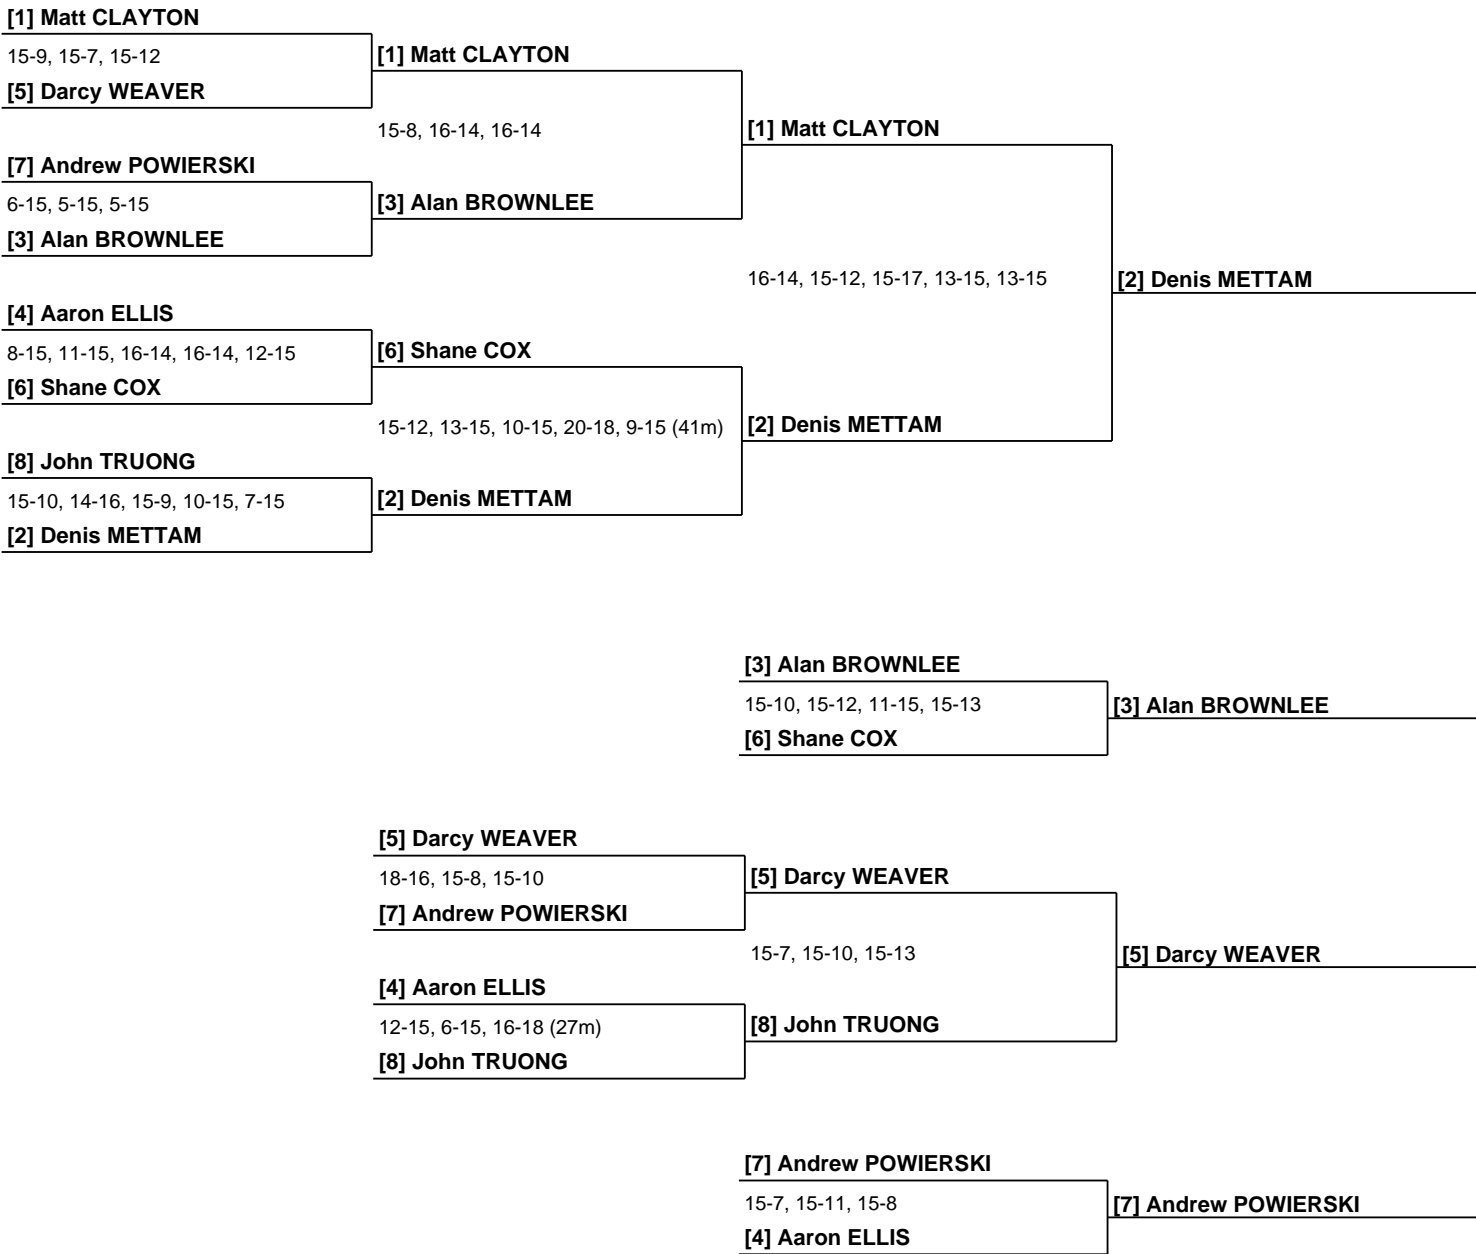 [1] Matt CLAYTON
15-9, 15-7, 15-12
[1] Matt CLAYTON
[5] Darcy WEAVER
15-8, 16-14, 16-14
[1] Matt CLAYTON
[7] Andrew POWIERSKI
6-15, 5-15, 5-15
[3] Alan BROWNLEE
[3] Alan BROWNLEE
16-14, 15-12, 15-17, 13-15, 13-15
[2] Denis METTAM
[4] Aaron ELLIS
8-15, 11-15, 16-14, 16-14, 12-15
[6] Shane COX
[6] Shane COX
15-12, 13-15, 10-15, 20-18, 9-15 (41m)
[2] Denis METTAM
[8] John TRUONG
15-10, 14-16, 15-9, 10-15, 7-15
[2] Denis METTAM
[2] Denis METTAM
[3] Alan BROWNLEE
15-10, 15-12, 11-15, 15-13
[3] Alan BROWNLEE
[6] Shane COX
[5] Darcy WEAVER
18-16, 15-8, 15-10
[5] Darcy WEAVER
[7] Andrew POWIERSKI
15-7, 15-10, 15-13
[5] Darcy WEAVER
[4] Aaron ELLIS
12-15, 6-15, 16-18 (27m)
[8] John TRUONG
[8] John TRUONG
[7] Andrew POWIERSKI
15-7, 15-11, 15-8
[7] Andrew POWIERSKI
[4] Aaron ELLIS